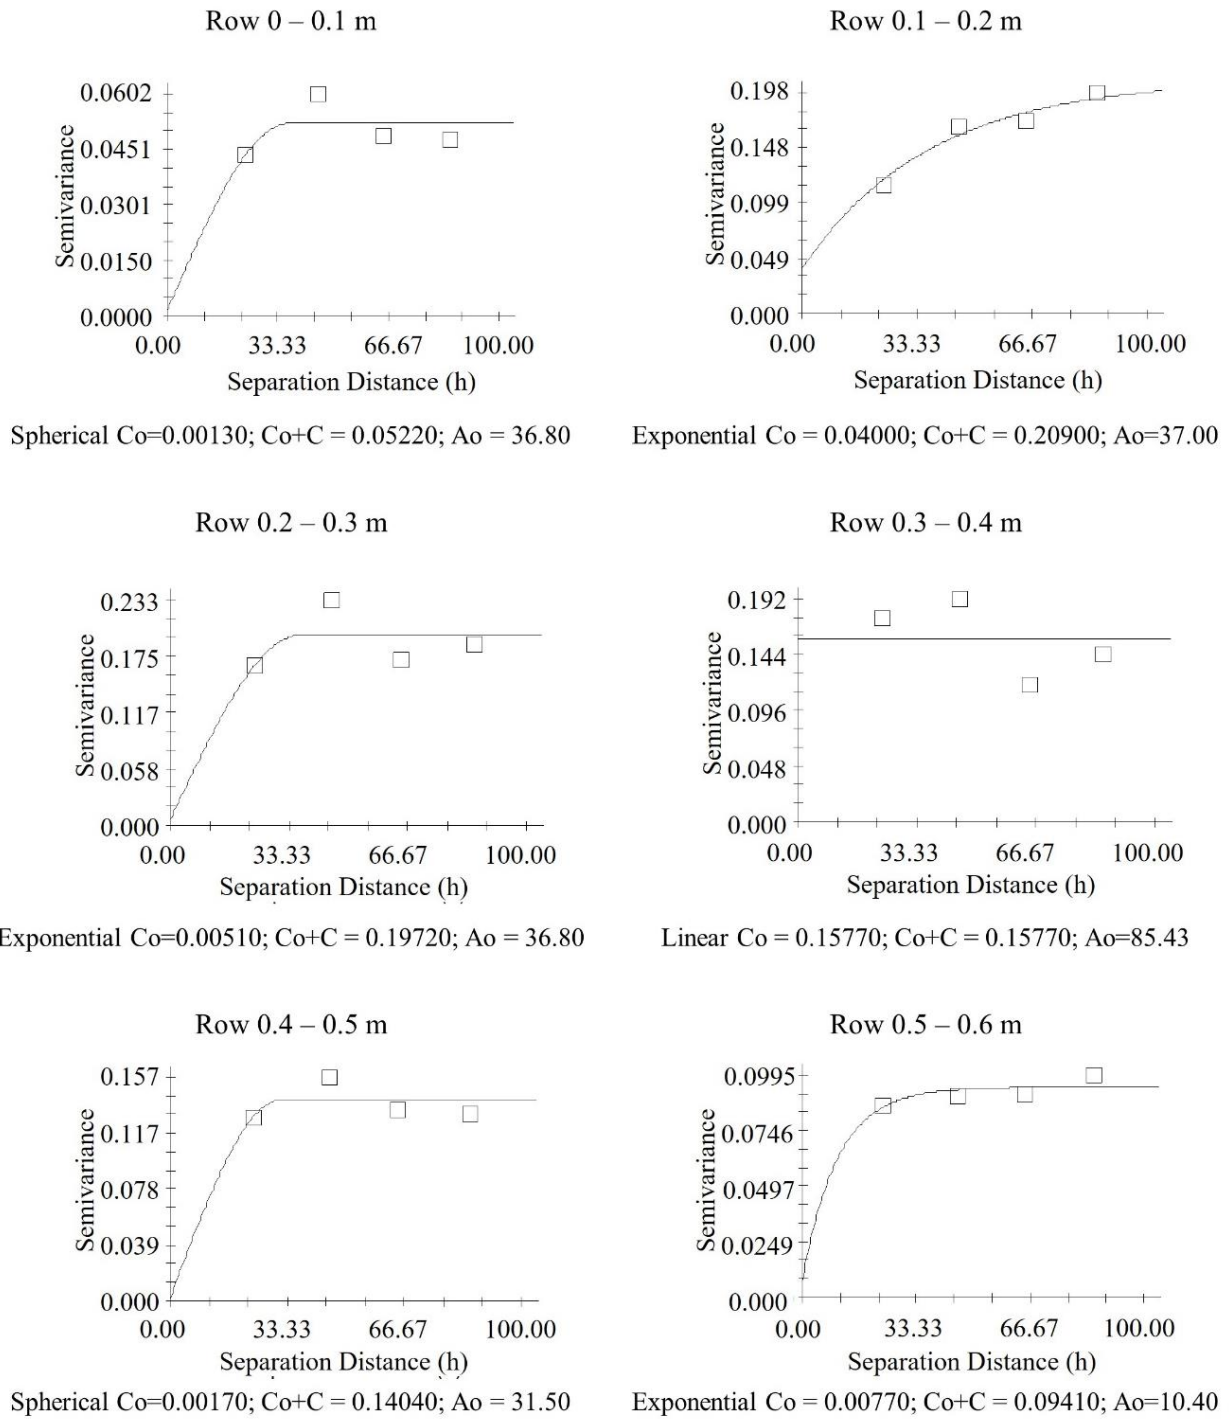 Row 0 – 0.1 m
0.0602
0.0451
0.0301
0.0150
0.0000
Semivariance
0.00 33.33 66.67 100.00
Separation Distance (h)
Spherical Co=0.00130; Co+C = 0.05220; Ao = 36.80
Row 0.1 – 0.2 m
0.198
0.148
0.099
0.049
0.000
Semivariance
0.00 33.33 66.67 100.00
Separation Distance (h)
Exponential Co = 0.04000; Co+C = 0.20900; Ao=37.00
Row 0.2 – 0.3 m
0.233
0.175
0.117
0.058
0.000
Semivariance
0.00 33.33 66.67 100.00
Separation Distance (h)
Exponential Co=0.00510; Co+C = 0.19720; Ao = 36.80
Row 0.3 – 0.4 m
0.192
0.144
0.096
0.048
0.000
Semivariance
0.00 33.33 66.67 100.00
Separation Distance (h)
Linear Co = 0.15770; Co+C = 0.15770; Ao=85.43
Row 0.4 – 0.5 m
0.157
0.117
0.078
0.039
0.000
Semivariance
0.00 33.33 66.67 100.00
Separation Distance (h)
Spherical Co=0.00170; Co+C = 0.14040; Ao = 31.50
Row 0.5 – 0.6 m
0.0995
0.0746
0.0497
0.0249
0.000
Semivariance
0.00 33.33 66.67 100.00
Separation Distance (h)
Exponential Co = 0.00770; Co+C = 0.09410; Ao=10.40